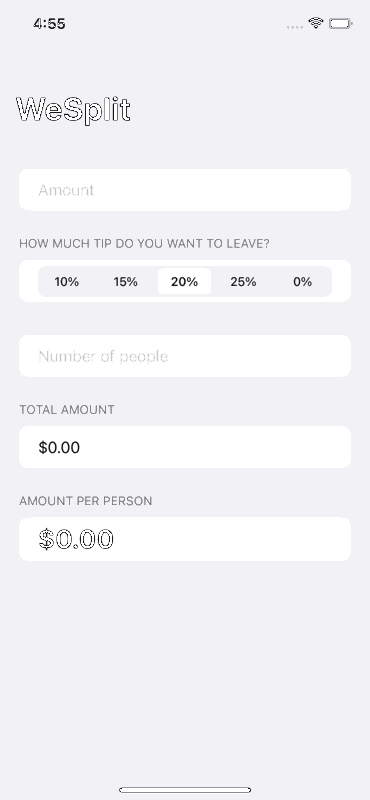 4:55
WeSplit
Amount
HOW MUCH TIP DO YOU WANT TO LEAVE?
10% 15% 20% 25% 0%
Number of people
TOTAL AMOUNT
$0.00
AMOUNT PER PERSON
$0.00